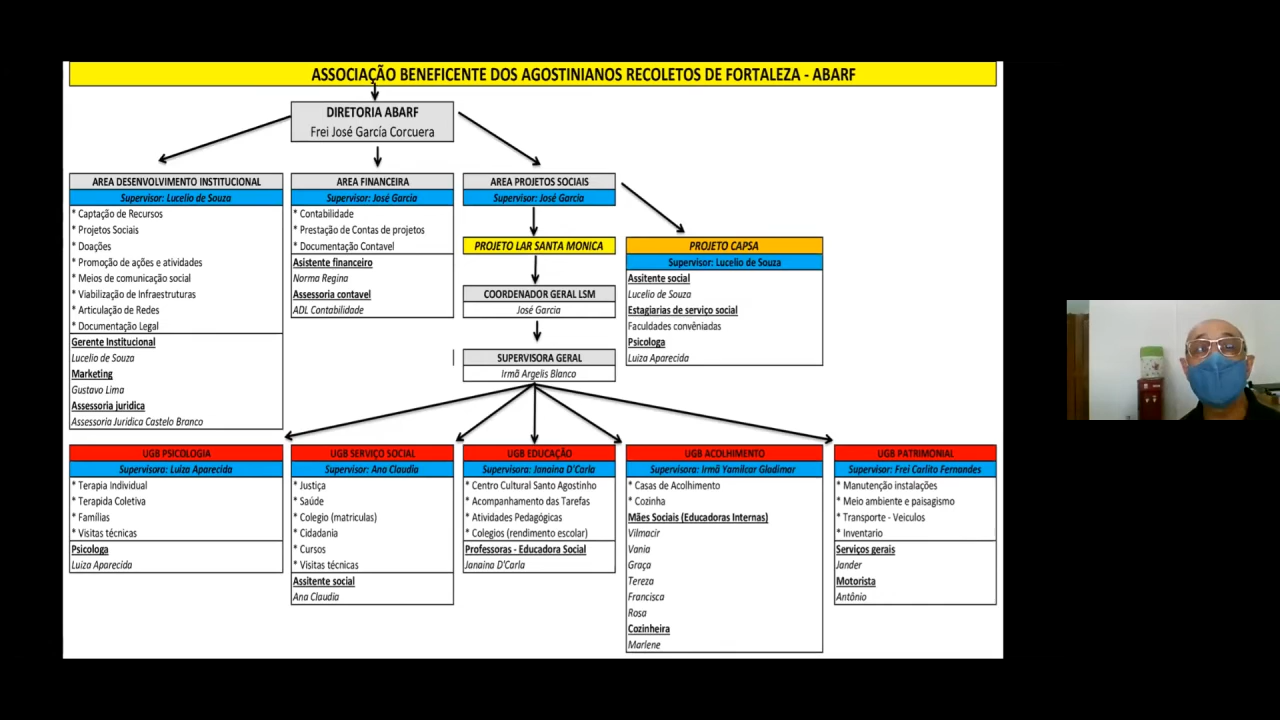 ASSOCIAÇÃO BENEFICENTE DOS AGOSTINIANOS RECOLETOS DE FORTALEZA - ABARF
DIRETORIA ABARF
Frei José García Corcuera
AREA DESENVOLVIMENTO INSTITUCIONAL
Supervisor: Lucelio de Souza
* Captação de Recursos
* Projetos Sociais
* Doações
* Promoção de ações e atividades
* Meios de comunicação social
* Viabilização de Infraestruturas
* Articulação de Redes
* Documentação Legal
Gerente Institucional
Lucelio de Souza
Marketing
Gustavo Lima
Assessoria juridica
Assessoria Juridica Castelo Branco
AREA FINANCEIRA
Supervisor: José Garcia
* Contabilidade
* Prestação de Contas de projetos
* Documentação Contavel
Asistente financeiro
Norma Regina
Assessoria contavel
ADL Contabilidade
AREA PROJETOS SOCIAIS
Supervisor: José Garcia
PROJETO LAR SANTA MONICA
COORDENADOR GERAL LSM
José Garcia
SUPERVISORA GERAL
Irmã Argelis Blanco
PROJETO CAPSA
Supervisor: Lucelio de Souza
Assitente social
Lucelio de Souza
Estagiarias de serviço social
Faculdades convêniadas
Psicologa
Luiza Aparecida
UGB PSICOLOGIA
Supervisora: Luiza Aparecida
* Terapia Individual
* Terapida Coletiva
* Famílias
* Visitas técnicas
Psicologa
Luiza Aparecida
UGB SERVIÇO SOCIAL
Supervisor: Ana Claudia
* Justiça
* Saúde
* Colegio (matriculas)
* Cidadania
* Cursos
* Visitas técnicas
Assitente social
Ana Claudia
UGB EDUCAÇÃO
Supervisora: Janaina D'Carla
* Centro Cultural Santo Agostinho
* Acompanhamento das Tarefas
* Atividades Pedagógicas
* Colegios (rendimento escolar)
Professoras - Educadora Social
Janaina D'Carla
UGB ACOLHIMENTO
Supervisora: Irmã Yamilcar Gladimar
* Casas de Acolhimento
* Cozinha
Mães Sociais (Educadoras Internas)
Vilmacir
Vania
Graça
Tereza
Francisca
Rosa
Cozinheira
Marlene
UGB PATRIMONIAL
Supervisor: Frei Carlito Fernandes
* Manutenção instalações
* Meio ambiente e paisagismo
* Transporte - Veiculos
* Inventario
Serviços gerais
Jander
Motorista
Antônio